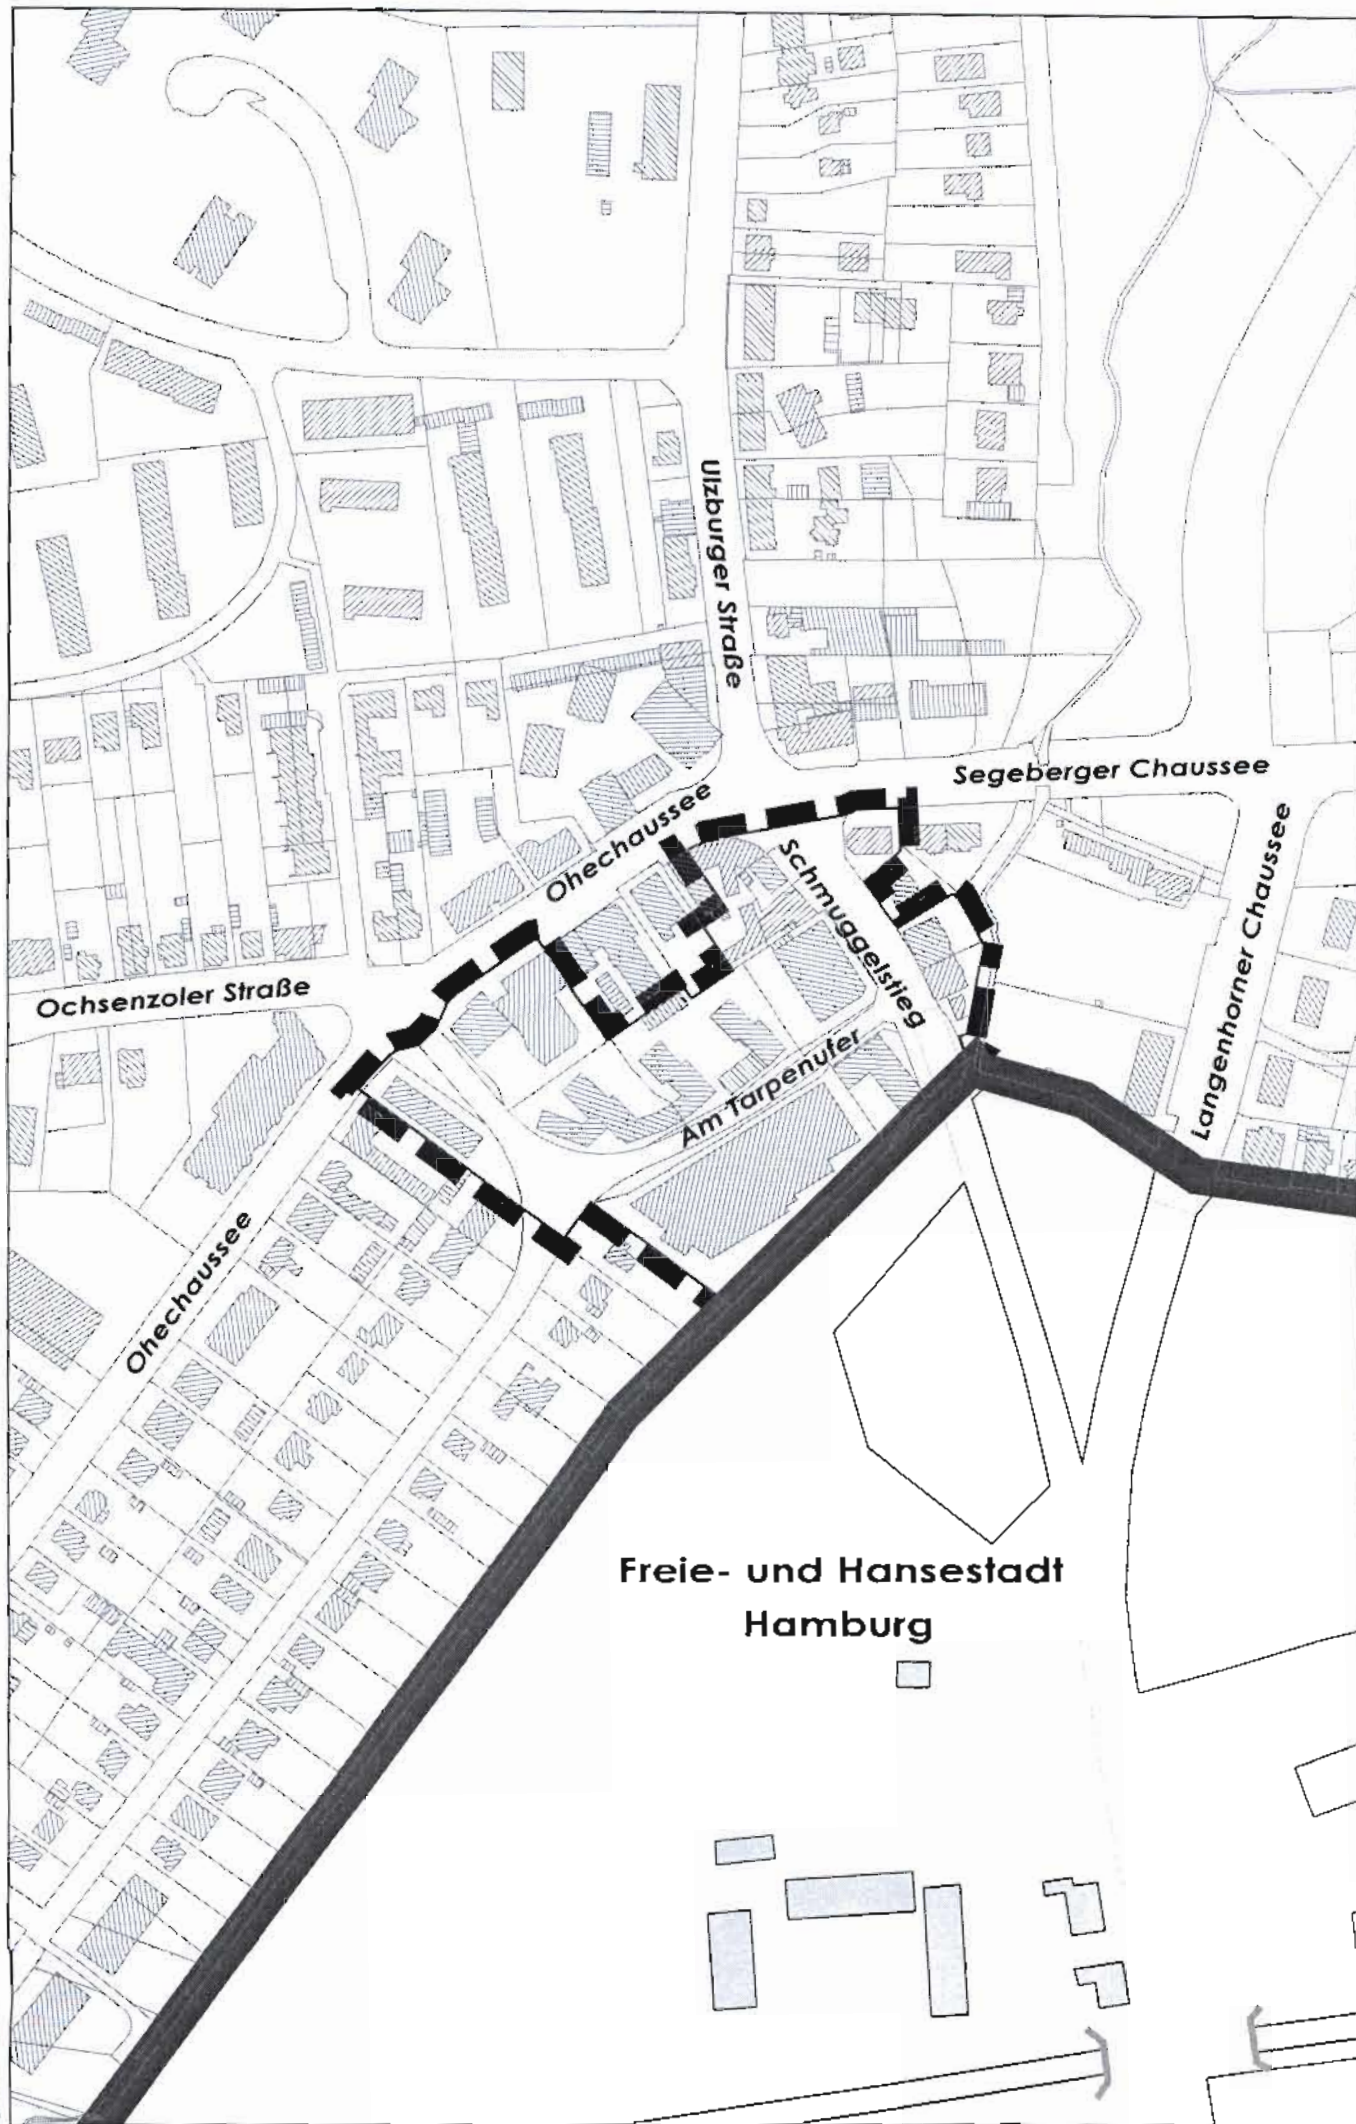 Ulzburger Straße
Segeberger Chaussee
Ohechaussee
Schmuggelstieg
Langenhorner Chaussee
Ochsenzoler Straße
Am Tarpenufer
Ohechaussee
Freie- und Hansestadt
Hamburg